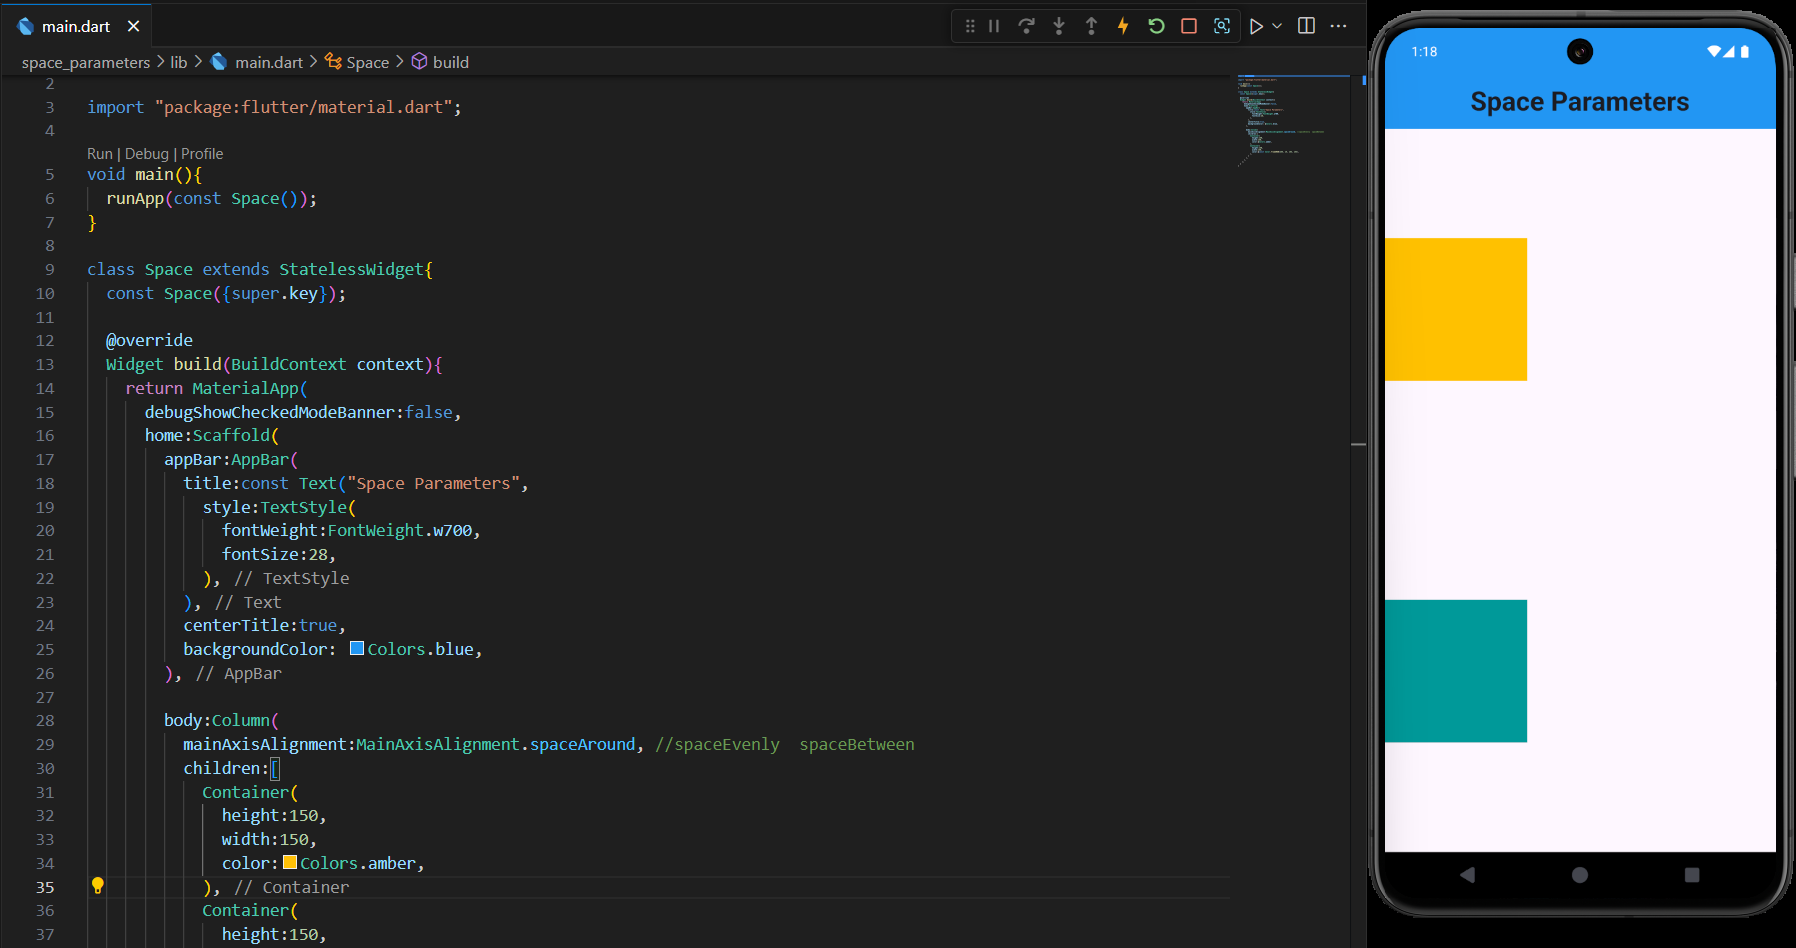 main.dart
space_parameters > lib > main.dart > Space > build
2
3 import "package:flutter/material.dart";
4
Run | Debug | Profile
5 void main(){
6 runApp(const Space());
7 }
8
9 class Space extends StatelessWidget{
10 const Space({super.key});
11
12 @override
13 Widget build(BuildContext context){
14 return MaterialApp(
15 debugShowCheckedModeBanner:false,
16 home:Scaffold(
17 appBar:AppBar(
18 title:const Text("Space Parameters",
19 style:TextStyle(
20 fontWeight:FontWeight.w700,
21 fontSize:28,
22 ), // TextStyle
23 ), // Text
24 centerTitle:true,
25 backgroundColor: Colors.blue,
26 ), // AppBar
27
28 body:Column(
29 mainAxisAlignment:MainAxisAlignment.spaceAround, //spaceEvenly  spaceBetween
30 children:[
31 Container(
32 height:150,
33 width:150,
34 color:Colors.amber,
35 ), // Container
36 Container(
37 height:150,
1:18
Space Parameters